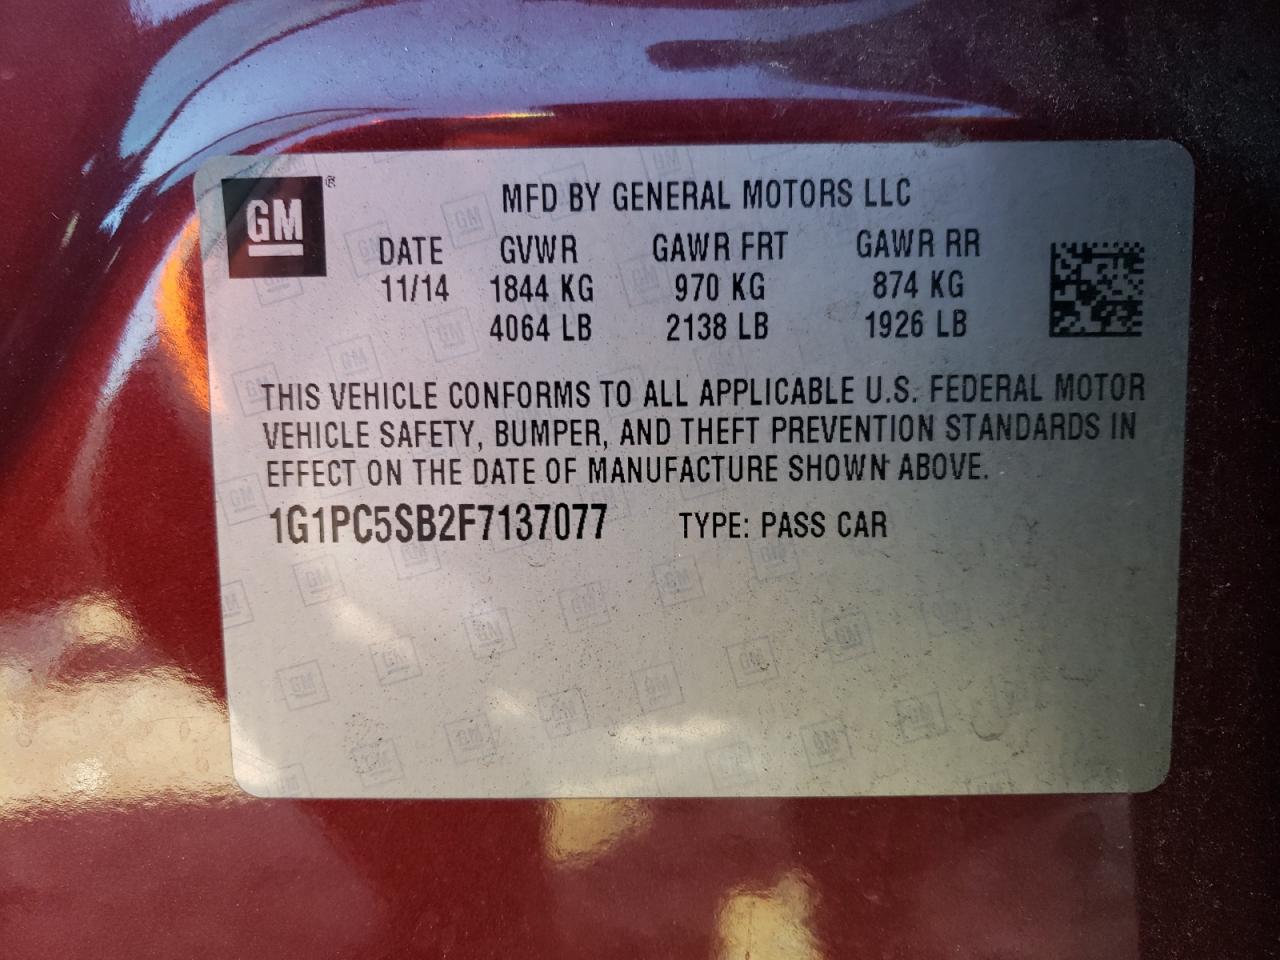 GM®
MFD BY GENERAL MOTORS LLC
DATE GVWR GAWR FRT GAWR RR
11/14 1844 KG 970 KG 874 KG
4064 LB 2138 LB 1926 LB
THIS VEHICLE CONFORMS TO ALL APPLICABLE U.S. FEDERAL MOTOR
VEHICLE SAFETY, BUMPER, AND THEFT PREVENTION STANDARDS IN
EFFECT ON THE DATE OF MANUFACTURE SHOWN ABOVE.
1G1PC5SB2F7137077 TYPE: PASS CAR